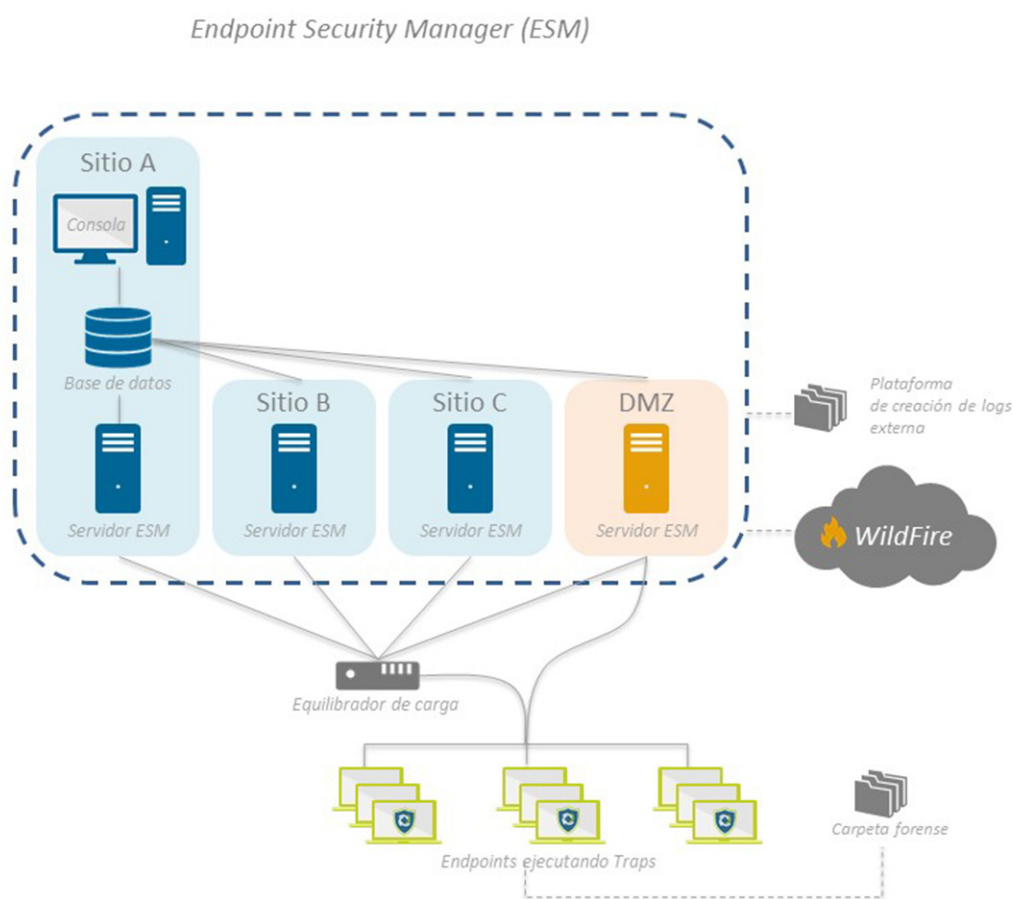 Endpoint Security Manager (ESM)
Sitio A
Consola
Base de datos
Sitio B
Sitio C
DMZ
Servidor ESM
Servidor ESM
Servidor ESM
Servidor ESM
Plataforma
de creación de logs
externa
WildFire
Equilibrador de carga
Endpoints ejecutando Traps
Carpeta forense